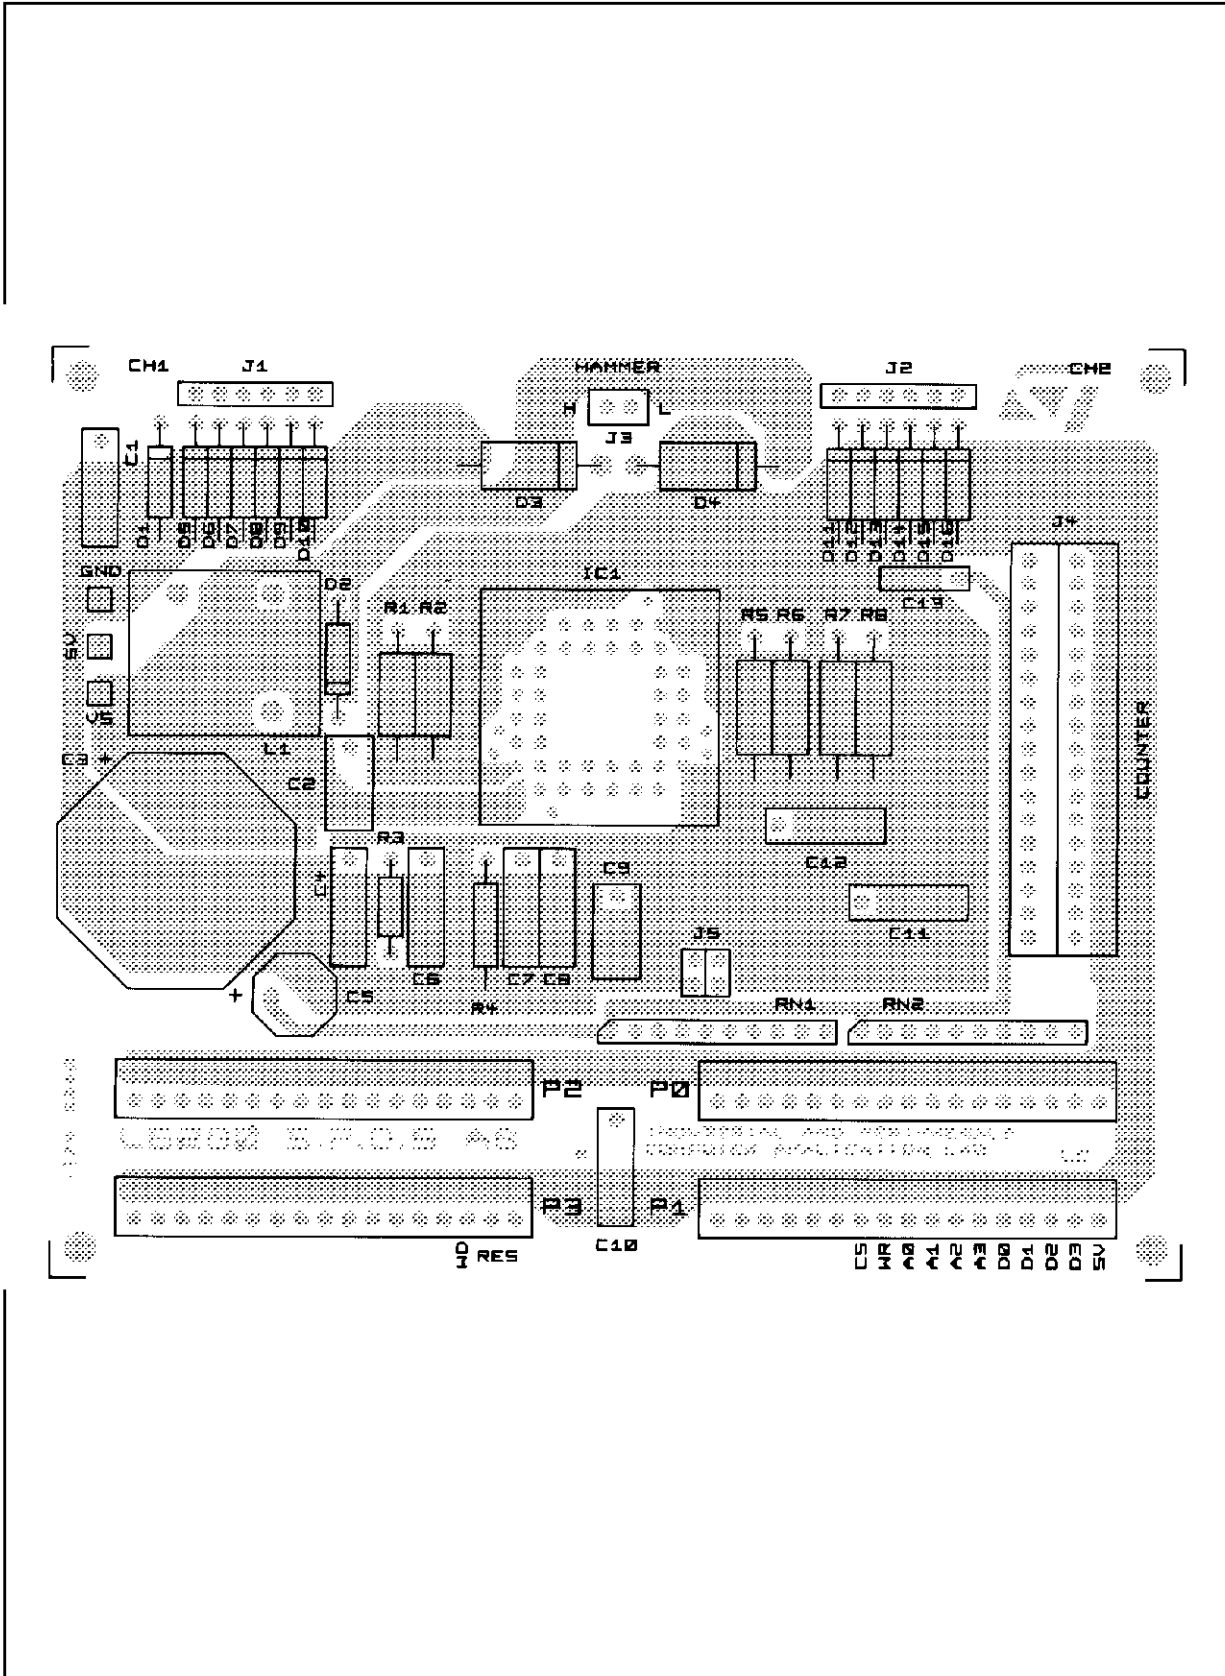 CH1 J1 HAMMER J2 CH2
H L
J3
C1
D3 D4
D1 D5 D6 D7 D8 D9 D10
D11 D12 D13 D14 D15 D16
J4
GND D2 IC1
C13
R1 R2 R5 R6 R7 R8
5V
VS
L1
C3 +
C2
COUNTER
R3
C12
C9
C4
C11
J5
C6 C7 C8
+ C5 R4
RN1 RN2
P2 P0
L6200 S.P.O.S A6
P3 P1
C10
WD RES
CS WR A0 A1 A2 A3 D0 D1 D2 D3 5V